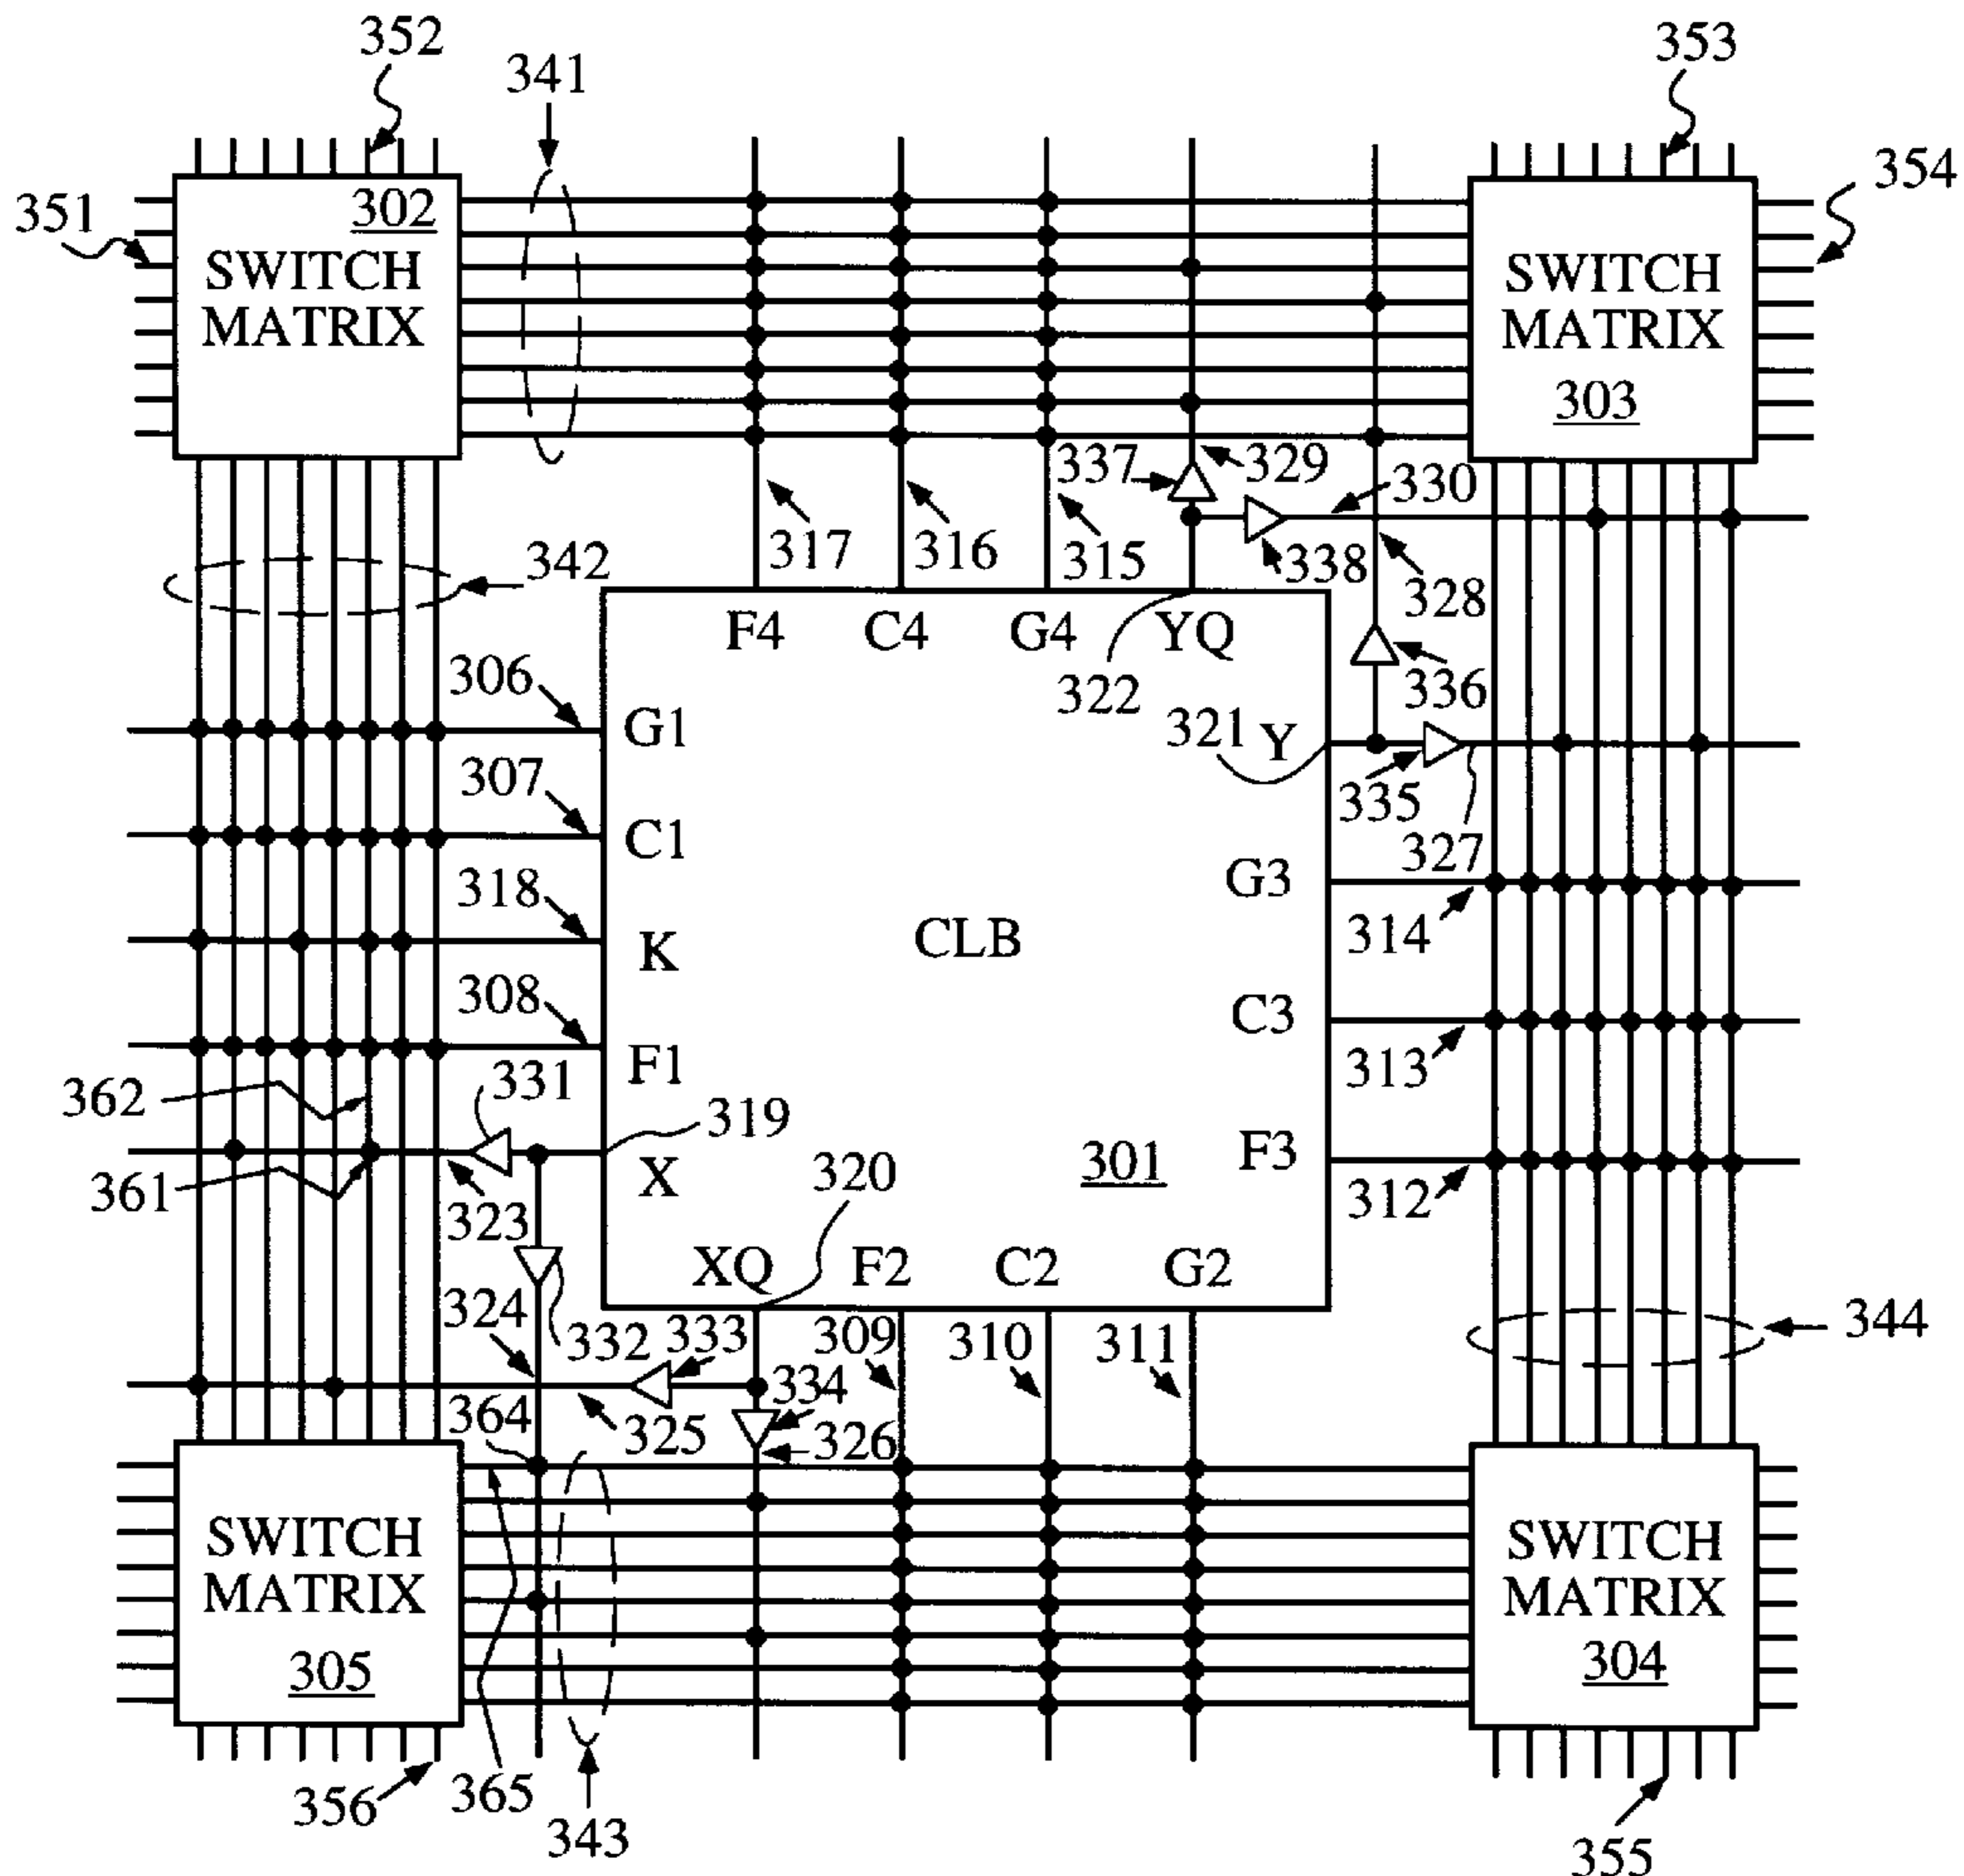 352
353
341
354
351
302
SWITCH
MATRIX
SWITCH
MATRIX
303
337
329
330
317
316
315
338
328
342
F4
C4
G4
YQ
322
336
306
G1
321
Y
335
327
307
C1
318
G3
314
K
CLB
308
C3
313
F1
331
362
319
F3
361
X
301
312
323
320
XQ
F2
C2
G2
324
332
333
309
310
311
344
334
364
325
326
SWITCH
MATRIX
305
SWITCH
MATRIX
304
356
365
343
355